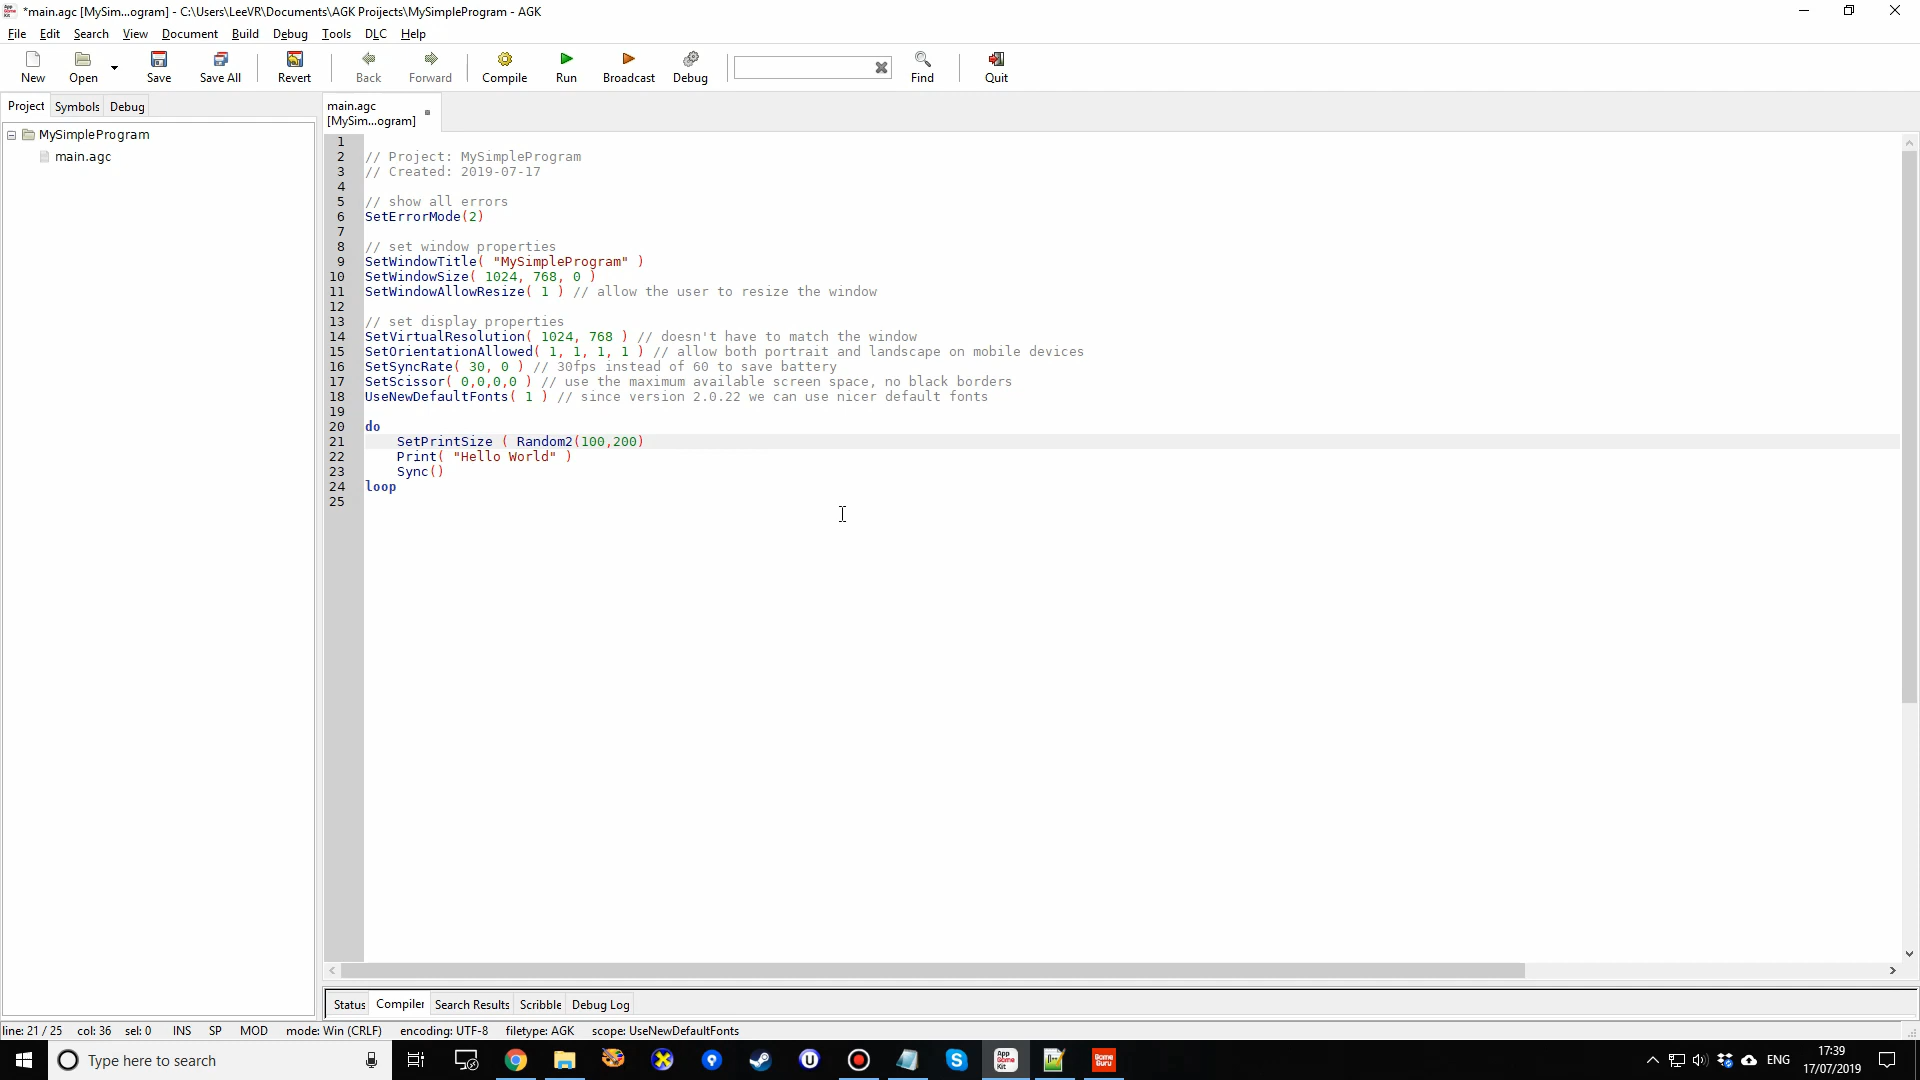 *main.agc [MySim...ogram] - C:\Users\LeeVR\Documents\AGK Proijects\MySimpleProgram - AGK
File Edit Search View Document Build Debug Tools DLC Help
New Open Save Save All Revert Back Forward Compile Run Broadcast Debug Find Quit
Project Symbols Debug
main.agc
[MySim...ogram]
MySimpleProgram
main.agc
1
2 // Project: MySimpleProgram
3 // Created: 2019-07-17
4
5 // show all errors
6 SetErrorMode(2)
7
8 // set window properties
9 SetWindowTitle( "MySimpleProgram" )
10 SetWindowSize( 1024, 768, 0 )
11 SetWindowAllowResize( 1 ) // allow the user to resize the window
12
13 // set display properties
14 SetVirtualResolution( 1024, 768 ) // doesn't have to match the window
15 SetOrientationAllowed( 1, 1, 1, 1 ) // allow both portrait and landscape on mobile devices
16 SetSyncRate( 30, 0 ) // 30fps instead of 60 to save battery
17 SetScissor( 0,0,0,0 ) // use the maximum available screen space, no black borders
18 UseNewDefaultFonts( 1 ) // since version 2.0.22 we can use nicer default fonts
19
20 do
21 SetPrintSize ( Random2(100,200)
22 Print( "Hello World" )
23 Sync()
24 loop
25
Status Compiler Search Results Scribble Debug Log
line: 21 / 25 col: 36 sel: 0 INS SP MOD mode: Win (CRLF) encoding: UTF-8 filetype: AGK scope: UseNewDefaultFonts
Type here to search
App Game Kit
Game Guru
ENG
17:39
17/07/2019